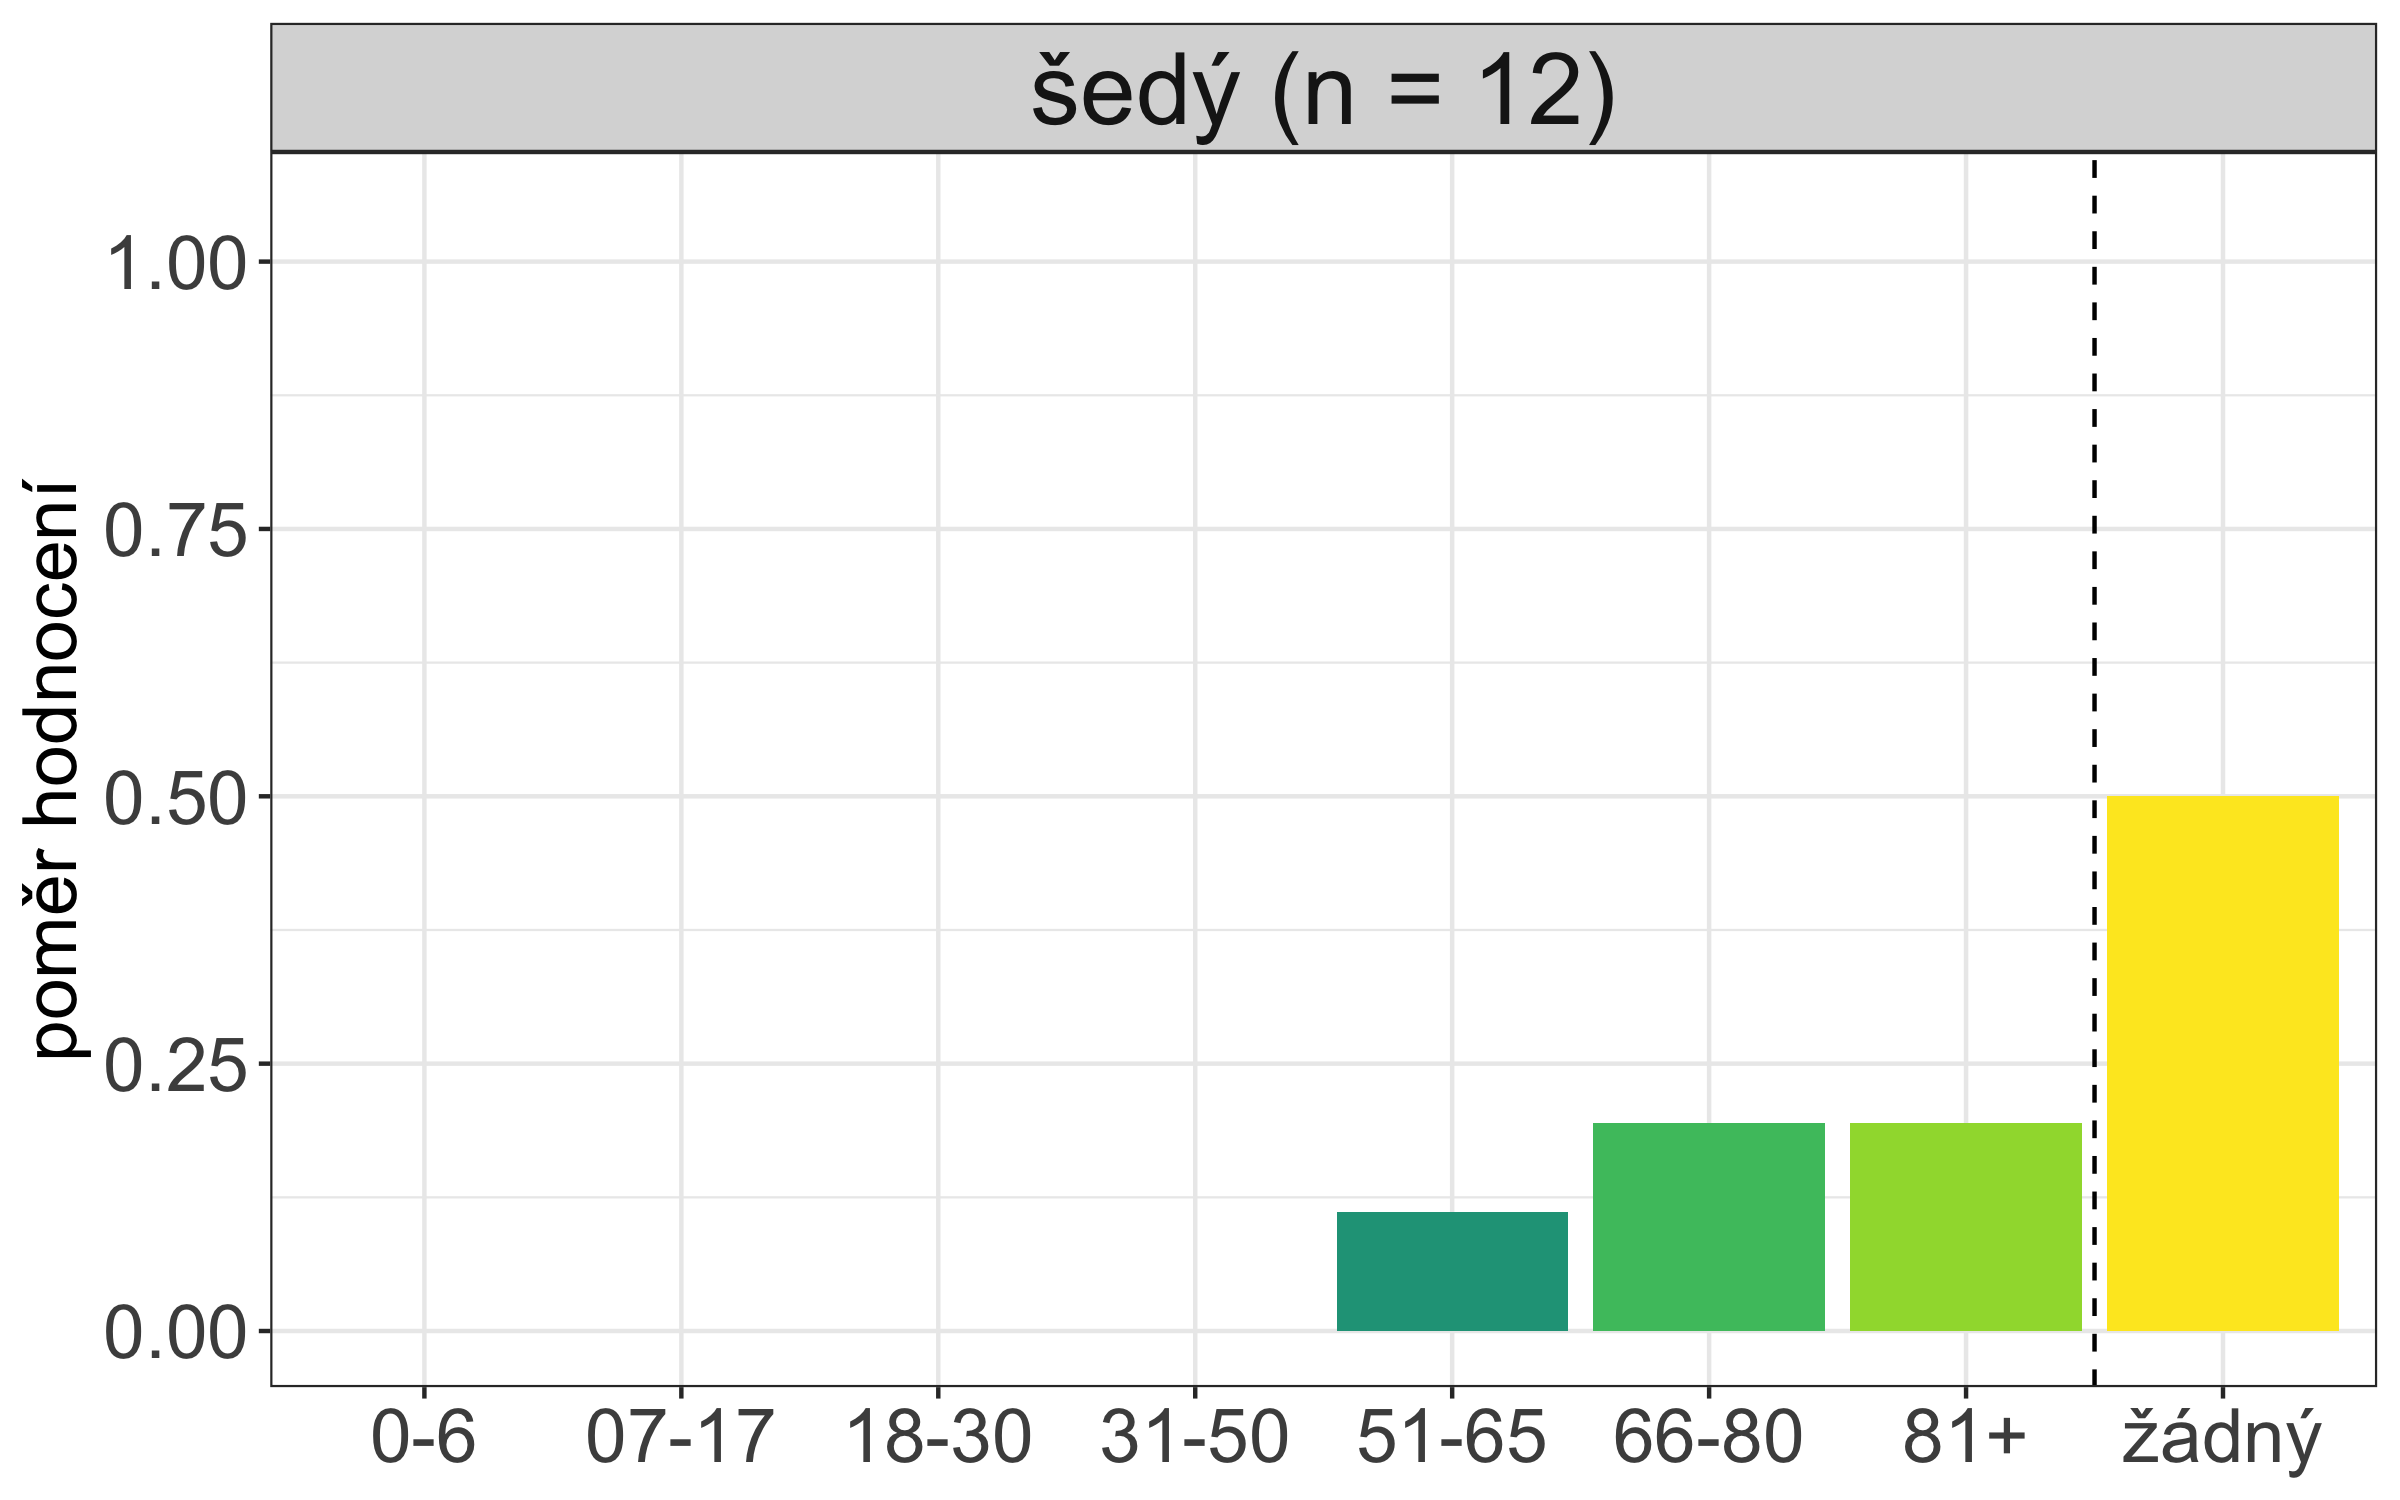 šedý (n = 12)
poměr hodnocení
1.00
0.75
0.50
0.25
0.00
0-6 07-17 18-30 31-50 51-65 66-80 81+ žádný